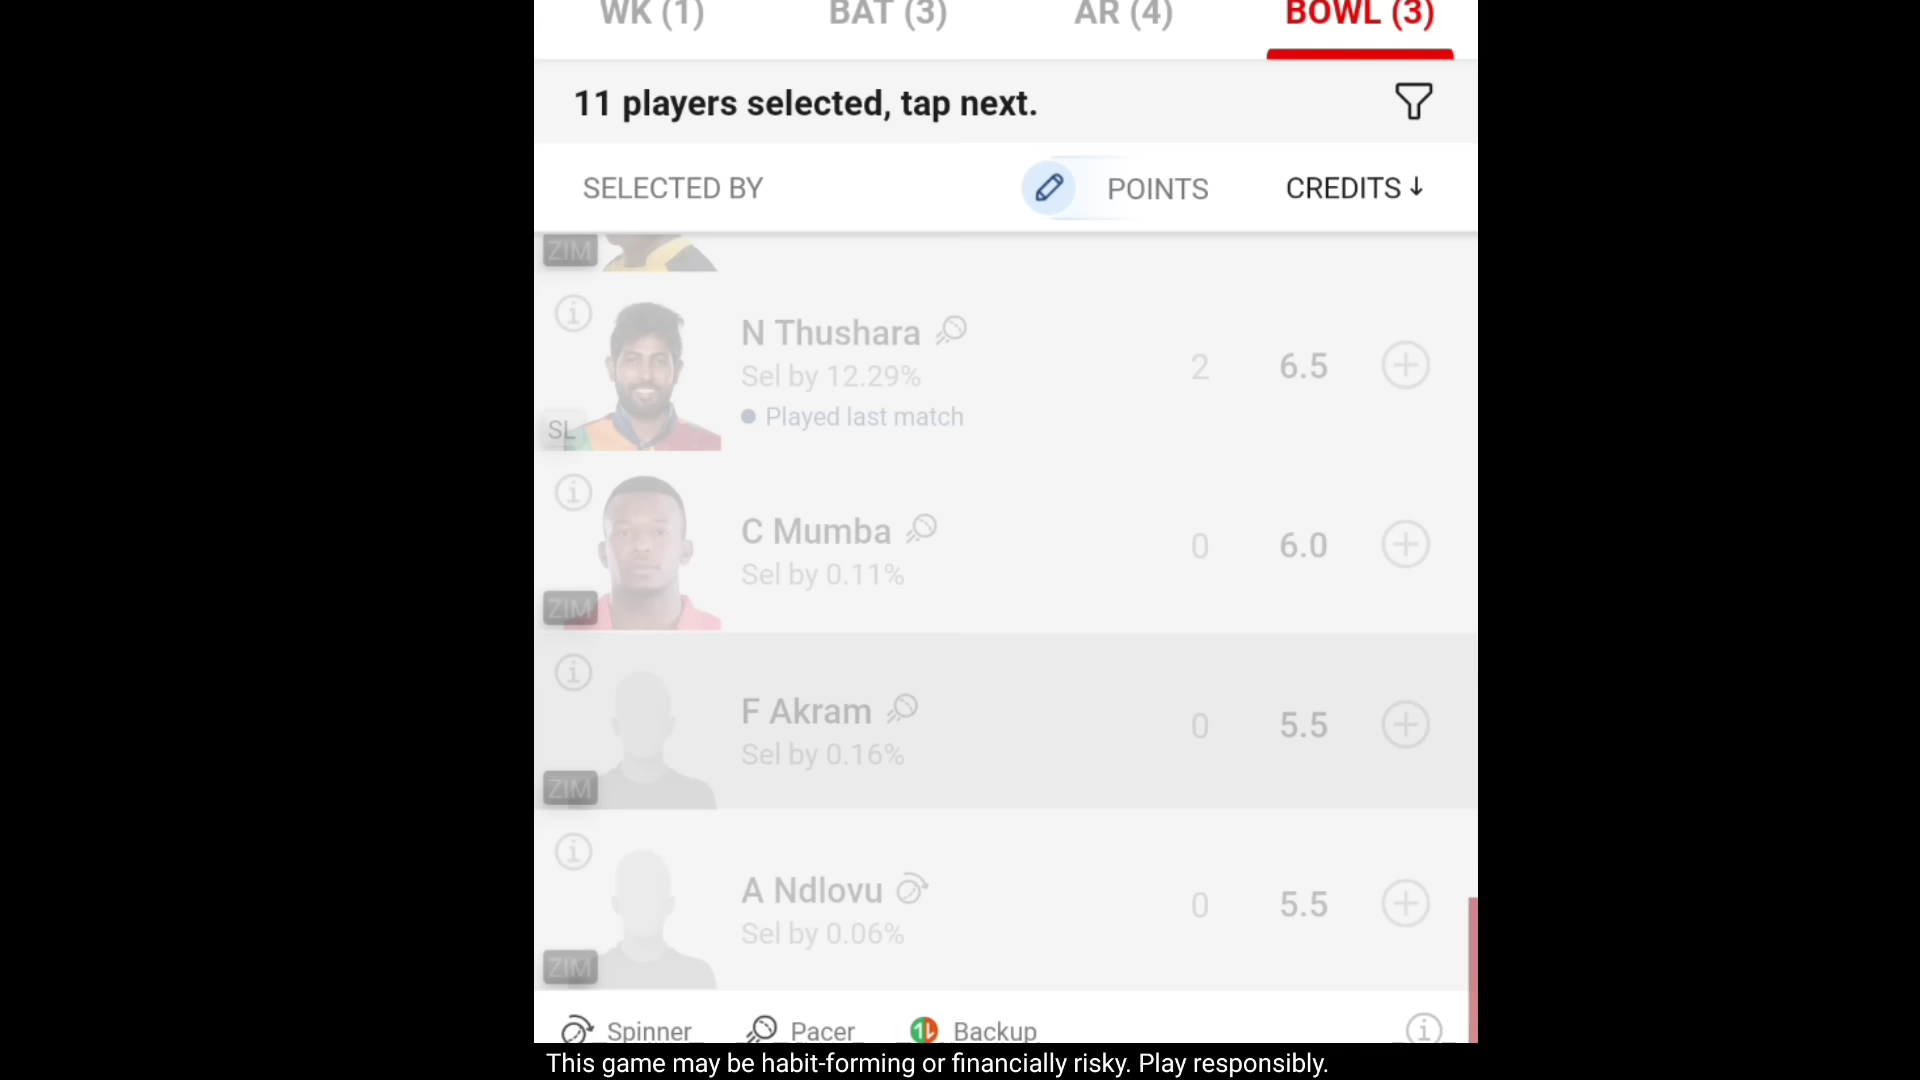 WK (1) BAT (3) AR (4) BOWL (3)
11 players selected, tap next.
SELECTED BY POINTS CREDITS ↓
ZIM
N Thushara
Sel by 12.29%
2 6.5
Played last match
SL
C Mumba
Sel by 0.11%
0 6.0
ZIM
F Akram
Sel by 0.16%
0 5.5
ZIM
A Ndlovu
Sel by 0.06%
0 5.5
ZIM
Spinner Pacer Backup
This game may be habit-forming or financially risky. Play responsibly.